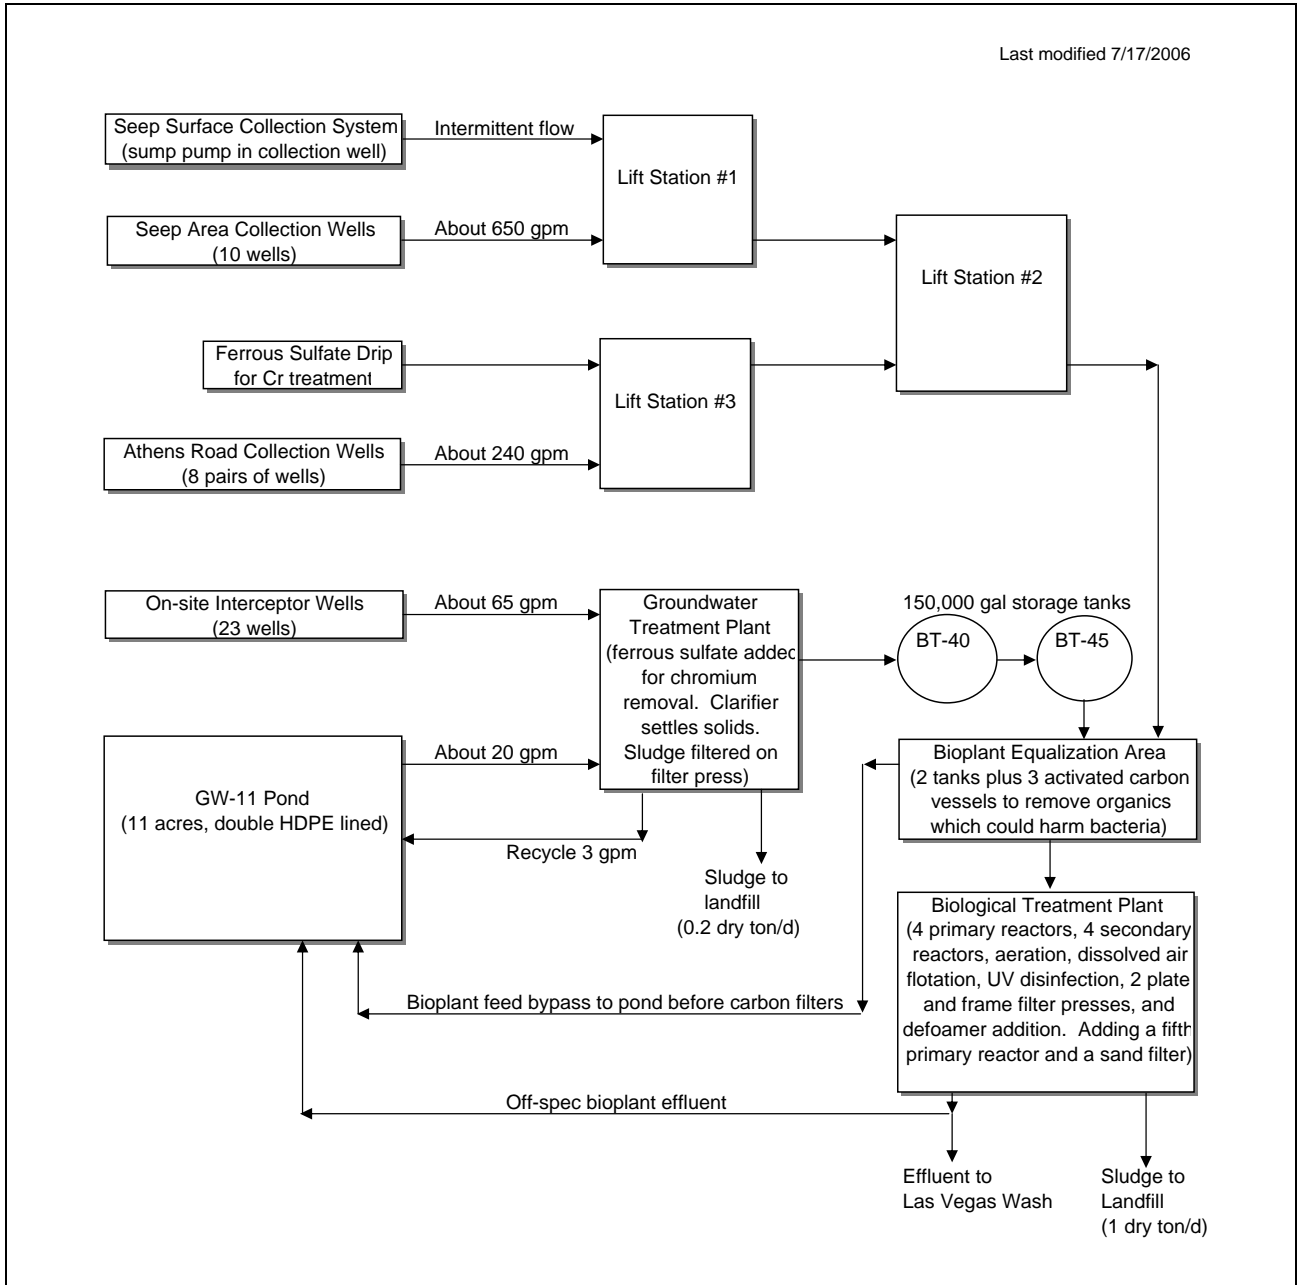 Last modified 7/17/2006
Seep Surface Collection System
(sump pump in collection well)
Intermittent flow
Lift Station #1
Seep Area Collection Wells
(10 wells)
About 650 gpm
Lift Station #2
Ferrous Sulfate Drip
for Cr treatment
Lift Station #3
Athens Road Collection Wells
(8 pairs of wells)
About 240 gpm
On-site Interceptor Wells
(23 wells)
About 65 gpm
Groundwater
Treatment Plant
(ferrous sulfate added
for chromium
removal. Clarifier
settles solids.
Sludge filtered on
filter press)
150,000 gal storage tanks
BT-40
BT-45
GW-11 Pond
(11 acres, double HDPE lined)
About 20 gpm
Recycle 3 gpm
Sludge to
landfill
(0.2 dry ton/d)
Bioplant Equalization Area
(2 tanks plus 3 activated carbon
vessels to remove organics
which could harm bacteria)
Biological Treatment Plant
(4 primary reactors, 4 secondary
reactors, aeration, dissolved air
flotation, UV disinfection, 2 plate
and frame filter presses, and
defoamer addition. Adding a fifth
primary reactor and a sand filter)
Bioplant feed bypass to pond before carbon filters
Off-spec bioplant effluent
Effluent to
Las Vegas Wash
Sludge to
Landfill
(1 dry ton/d)